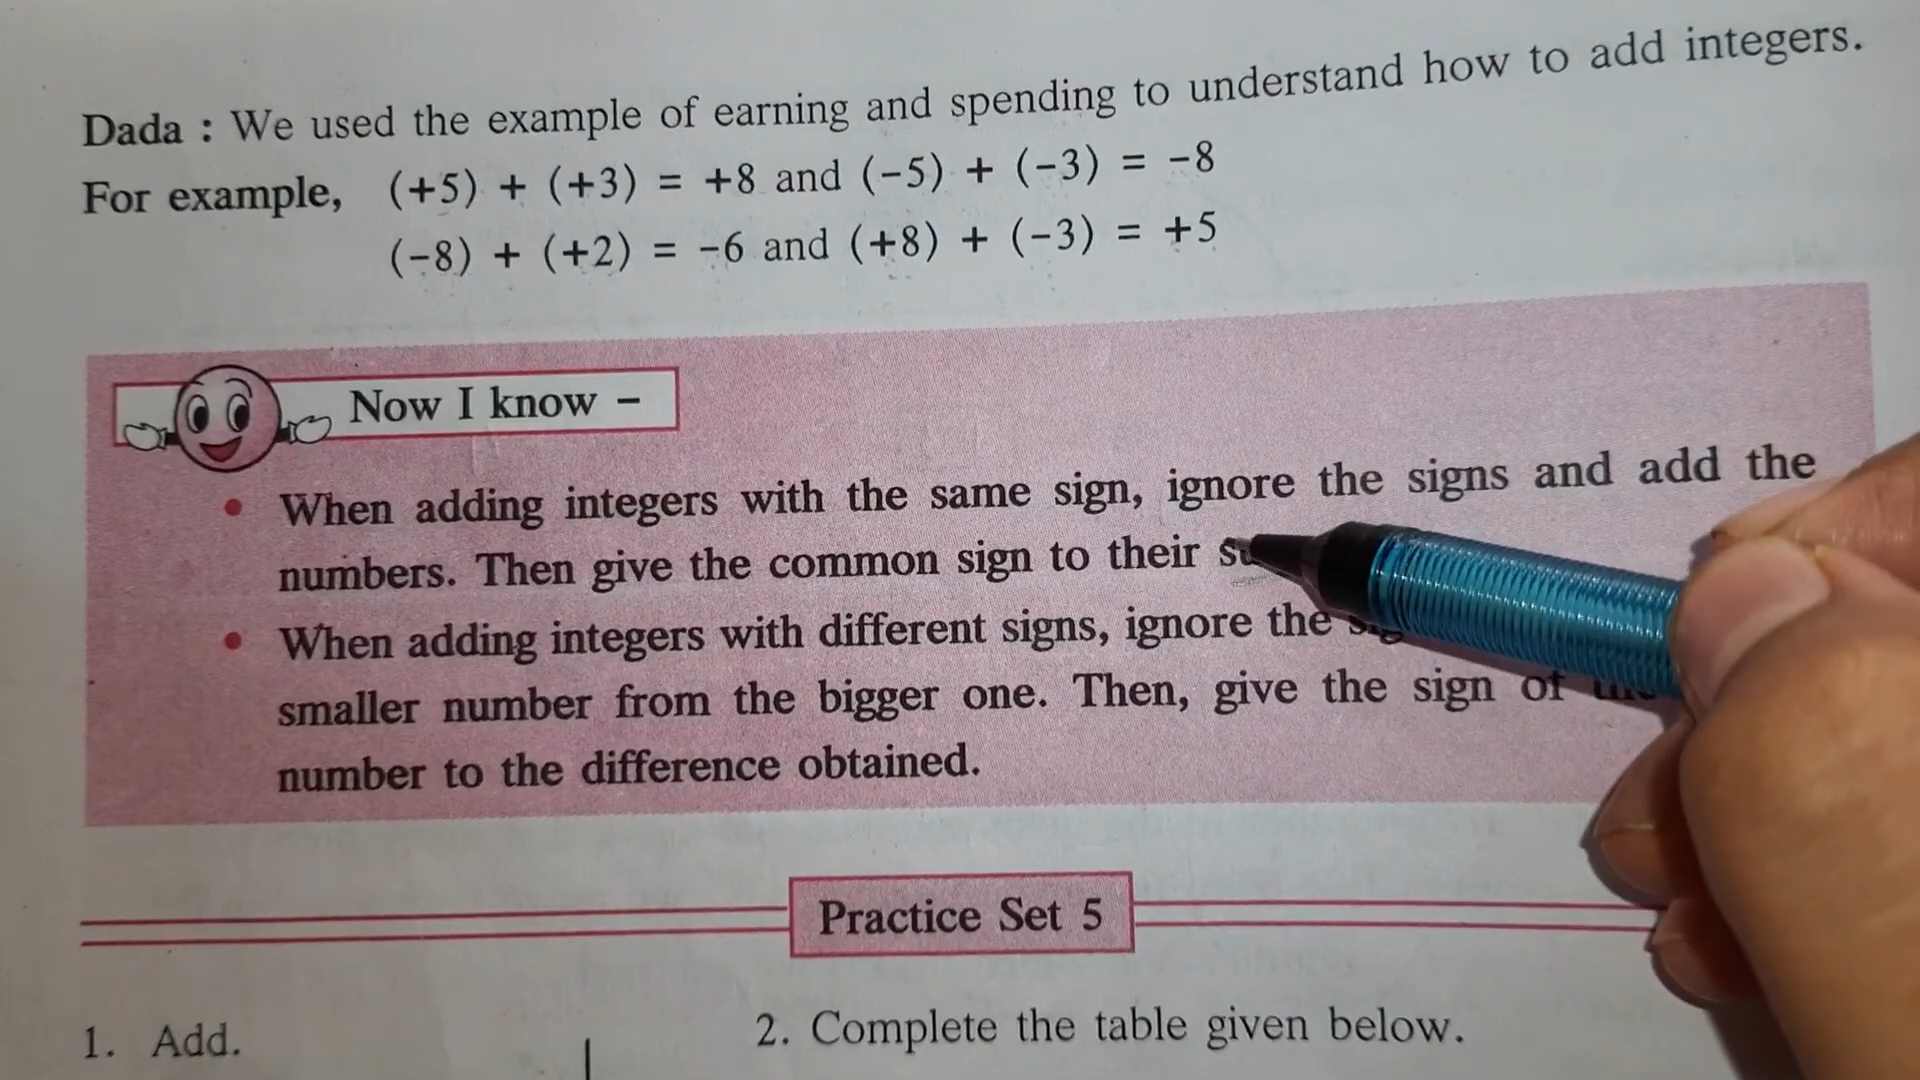 Dada : We used the example of earning and spending to understand how to add integers.
For example, (+5) + (+3) = +8 and (-5) + (-3) = -8
(-8) + (+2) = -6 and (+8) + (-3) = +5
Now I know -
• When adding integers with the same sign, ignore the signs and add the
numbers. Then give the common sign to their
• When adding integers with different signs, ignore the
smaller number from the bigger one. Then, give the sign of
number to the difference obtained.
Practice Set 5
1. Add.
2. Complete the table given below.